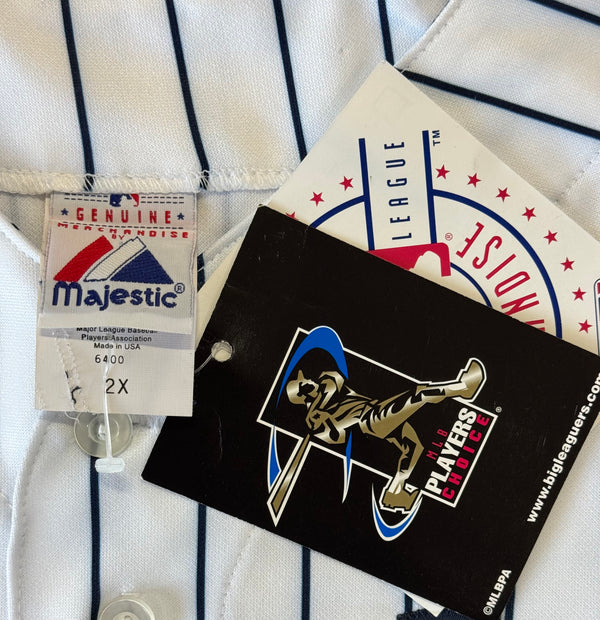 GENUINE
MERCHANDISE
BY
Majestic®
Major League Baseball
Players Association
Made in USA
6400
2X
LEAGUE
TM
®
MLB
PLAYERS
CHOICE
®
www.bigleaguers.com
©MLBPA